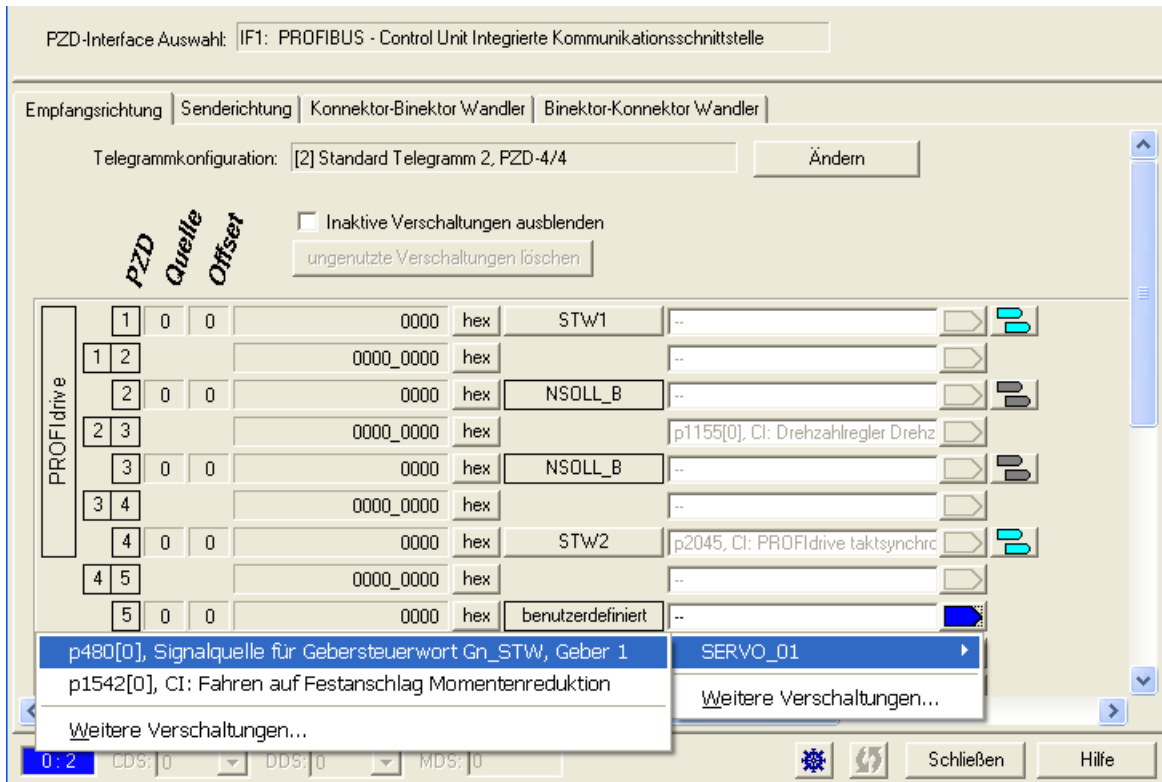 PZD-Interface Auswahl: IF1: PROFIBUS - Control Unit Integrierte Kommunikationsschnittstelle
Empfangsrichtung Senderichtung Konnektor-Binektor Wandler Binektor-Konnektor Wandler
Telegrammkonfiguration: [2] Standard Telegramm 2, PZD-4/4 Ändern
PZD Quelle Offset
Inaktive Verschaltungen ausblenden
ungenutzte Verschaltungen löschen
PROFIdrive
1 0 0 0000 hex STW1 --
1 2 0000_0000 hex --
2 0 0 0000 hex NSOLL_B --
2 3 0000_0000 hex p1155[0], CI: Drehzahlregler Drehz
3 0 0 0000 hex NSOLL_B --
3 4 0000_0000 hex --
4 0 0 0000 hex STW2 p2045, CI: PROFIdrive taktsynchro
4 5 0000_0000 hex --
5 0 0 0000 hex benutzerdefiniert --
p480[0], Signalquelle für Gebersteuerwort Gn_STW, Geber 1 SERVO_01
p1542[0], CI: Fahren auf Festanschlag Momentenreduktion
Weitere Verschaltungen...
Weitere Verschaltungen...
0 : 2 CDS: 0 DDS: 0 MDS: 0 Schließen Hilfe